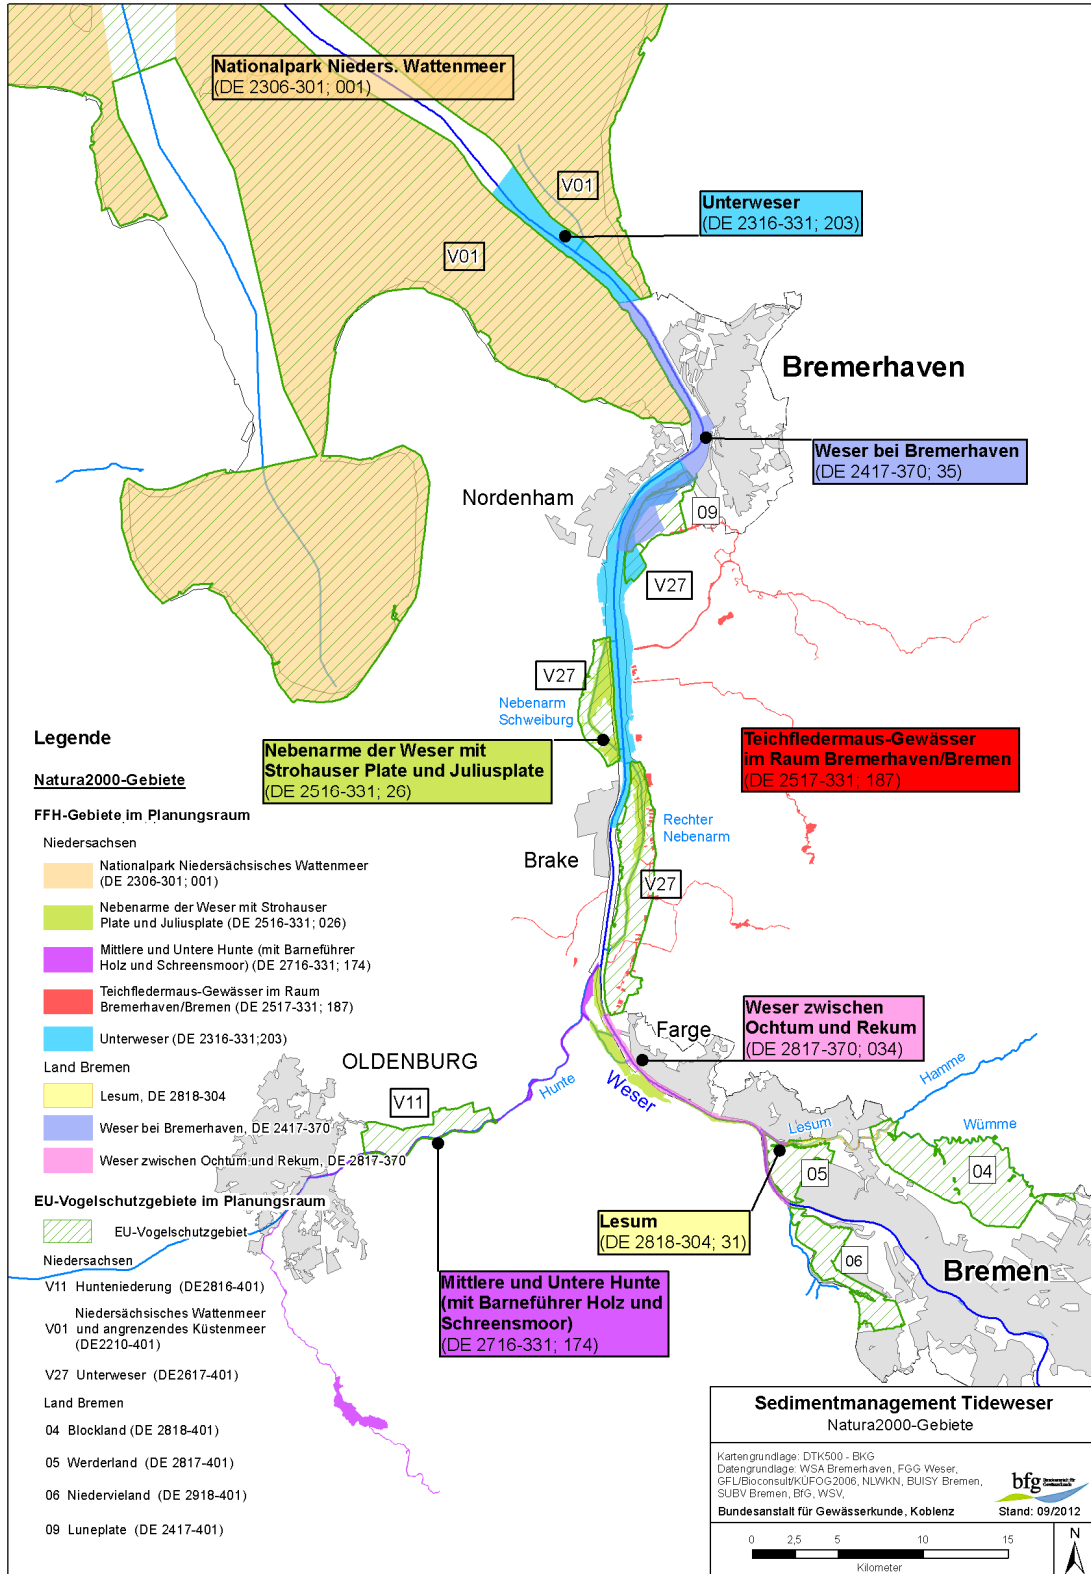 Nationalpark Nieders. Wattenmeer
(DE 2306-301; 001)
V01
Unterweser
(DE 2316-331; 203)
V01
Bremerhaven
Weser bei Bremerhaven
(DE 2417-370; 35)
Nordenham
09
V27
V27
Nebenarm
Schweiburg
Nebenarme der Weser mit
Strohauser Plate und Juliusplate
(DE 2516-331; 26)
Teichfledermaus-Gewässer
im Raum Bremerhaven/Bremen
(DE 2517-331; 187)
Rechter
Nebenarm
Brake
V27
Weser zwischen
Ochtum und Rekum
(DE 2817-370; 034)
Farge
OLDENBURG
Hunte
Weser
Hamme
V11
Lesum
Wümme
04
05
Lesum
(DE 2818-304; 31)
06
Bremen
Mittlere und Untere Hunte
(mit Barneführer Holz und
Schreensmoor)
(DE 2716-331; 174)
Legende
Natura2000-Gebiete
FFH-Gebiete im Planungsraum
Niedersachsen
Nationalpark Niedersächsisches Wattenmeer
(DE 2306-301; 001)
Nebenarme der Weser mit Strohauser
Plate und Juliusplate (DE 2516-331; 026)
Mittlere und Untere Hunte (mit Barneführer
Holz und Schreensmoor) (DE 2716-331; 174)
Teichfledermaus-Gewässer im Raum
Bremerhaven/Bremen (DE 2517-331; 187)
Unterweser (DE 2316-331;203)
Land Bremen
Lesum, DE 2818-304
Weser bei Bremerhaven, DE 2417-370
Weser zwischen Ochtum und Rekum, DE 2817-370
EU-Vogelschutzgebiete im Planungsraum
EU-Vogelschutzgebiet
Niedersachsen
V11 Hunteniederung (DE2816-401)
V01 Niedersächsisches Wattenmeer
und angrenzendes Küstenmeer
(DE2210-401)
V27 Unterweser (DE2617-401)
Land Bremen
04 Blockland (DE 2818-401)
05 Werderland (DE 2817-401)
06 Niedervieland (DE 2918-401)
09 Luneplate (DE 2417-401)
Sedimentmanagement Tideweser
Natura2000-Gebiete
Kartengrundlage: DTK500 - BKG
Datengrundlage: WSA Bremerhaven, FGG Weser,
GFL/Bioconsult/KÜFOG2006, NLWKN, BUISY Bremen,
SUBV Bremen, BfG, WSV,
Bundesanstalt für Gewässerkunde, Koblenz
bfg Bundesanstalt für
Gewässerkunde
Stand: 09/2012
0 2,5 5 10 15
Kilometer
N